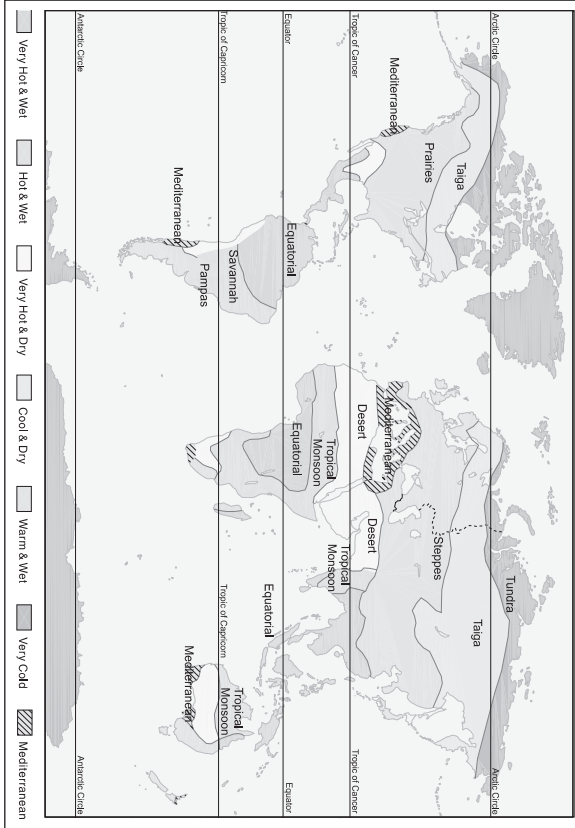 Arctic Circle
Arctic Circle
Tropic of Cancer
Tropic of Cancer
Equator
Equator
Tropic of Capricorn
Tropic of Capricorn
Antarctic Circle
Antarctic Circle
Taiga
Prairies
Mediterranean
Equatorial
Savannah
Pampas
Mediterranean
Tundra
Taiga
Steppes
Mediterranean
Desert
Desert
Tropical
Monsoon
Tropical
Monsoon
Equatorial
Equatorial
Tropical
Monsoon
Mediterranean
Very Hot & Wet
Hot & Wet
Very Hot & Dry
Cool & Dry
Warm & Wet
Very Cold
Mediterranean